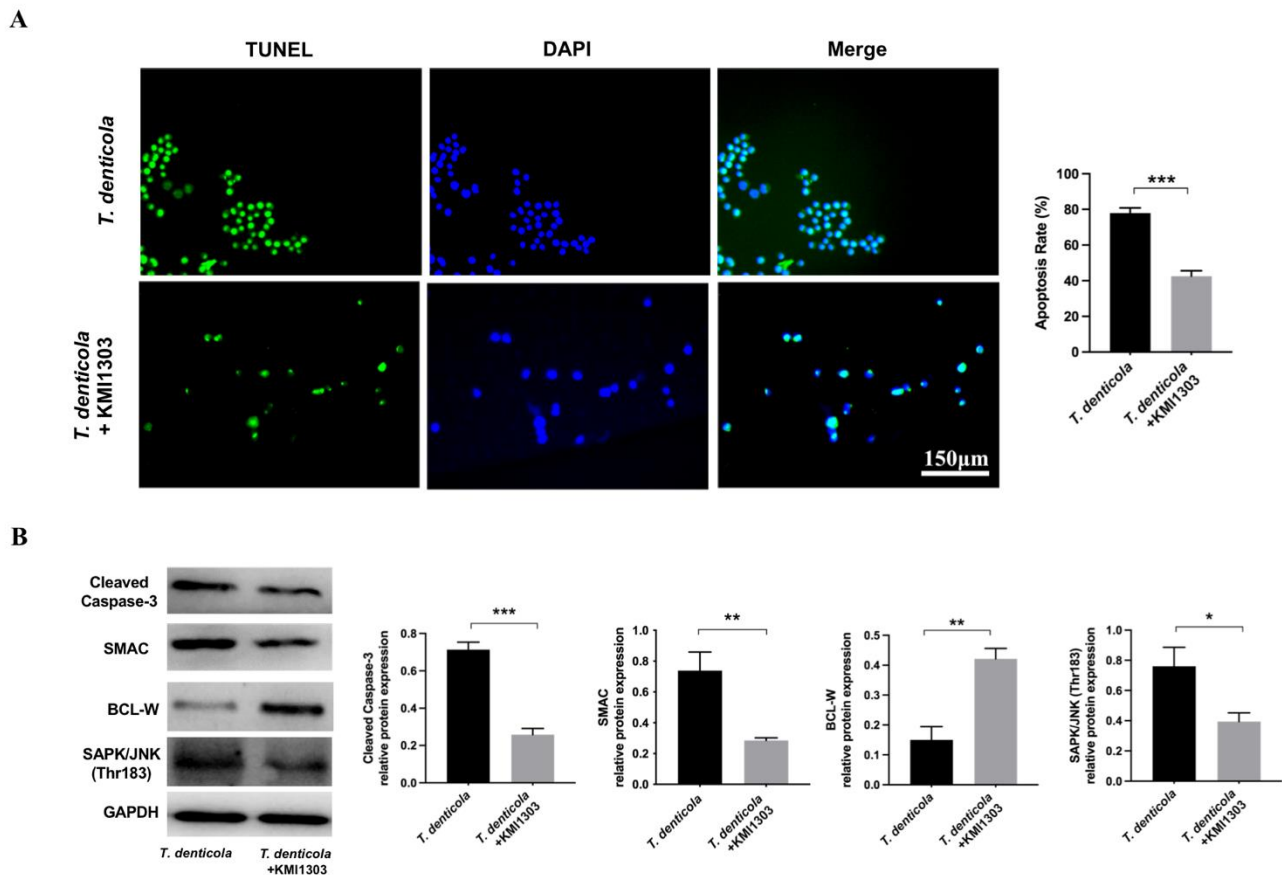 A
TUNEL
DAPI
Merge
T. denticola
T. denticola
+ KMI1303
150μm
Apoptosis Rate (%)
100
80
60
40
20
0
***
T. denticola
T. denticola
+KMI1303
B
Cleaved
Caspase-3
SMAC
BCL-W
SAPK/JNK
(Thr183)
GAPDH
T. denticola
T. denticola
+KMI1303
Cleaved Caspase-3
relative protein expression
0.8
0.6
0.4
0.2
0.0
***
T. denticola
T. denticola
+KMI1303
SMAC
relative protein expression
1.0
0.8
0.6
0.4
0.2
0.0
**
T. denticola
T. denticola
+KMI1303
BCL-W
relative protein expression
0.5
0.4
0.3
0.2
0.1
0.0
**
T. denticola
T. denticola
+KMI1303
SAPK/JNK (Thr183)
relative protein expression
1.0
0.8
0.6
0.4
0.2
0.0
*
T. denticola
T. denticola
+KMI1303